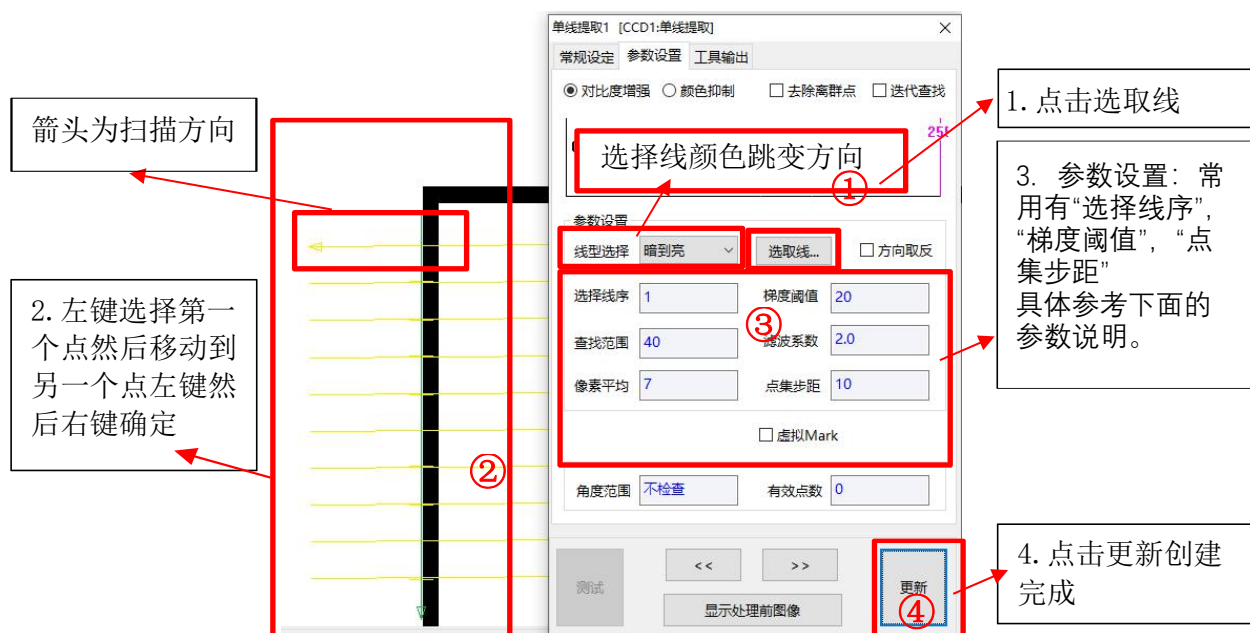 单线提取1 [CCD1:单线提取]
常规设定 参数设置 工具输出
对比度增强 颜色抑制 去除离群点 迭代查找
箭头为扫描方向
1.点击选取线
选择线颜色跳变方向
①
3. 参数设置：常
用有“选择线序”，
“梯度阈值”，“点
集步距”
具体参考下面的
参数说明。
参数设置
线型选择 暗到亮 选取线... 方向取反
选择线序 1 梯度阈值 20
③
查找范围 40 滤波系数 2.0
像素平均 7 点集步距 10
虚拟Mark
2.左键选择第一
个点然后移动到
另一个点左键然
后右键确定
②
角度范围 不检查 有效点数 0
测试 << >> 更新
显示处理前图像
④
4.点击更新创建
完成